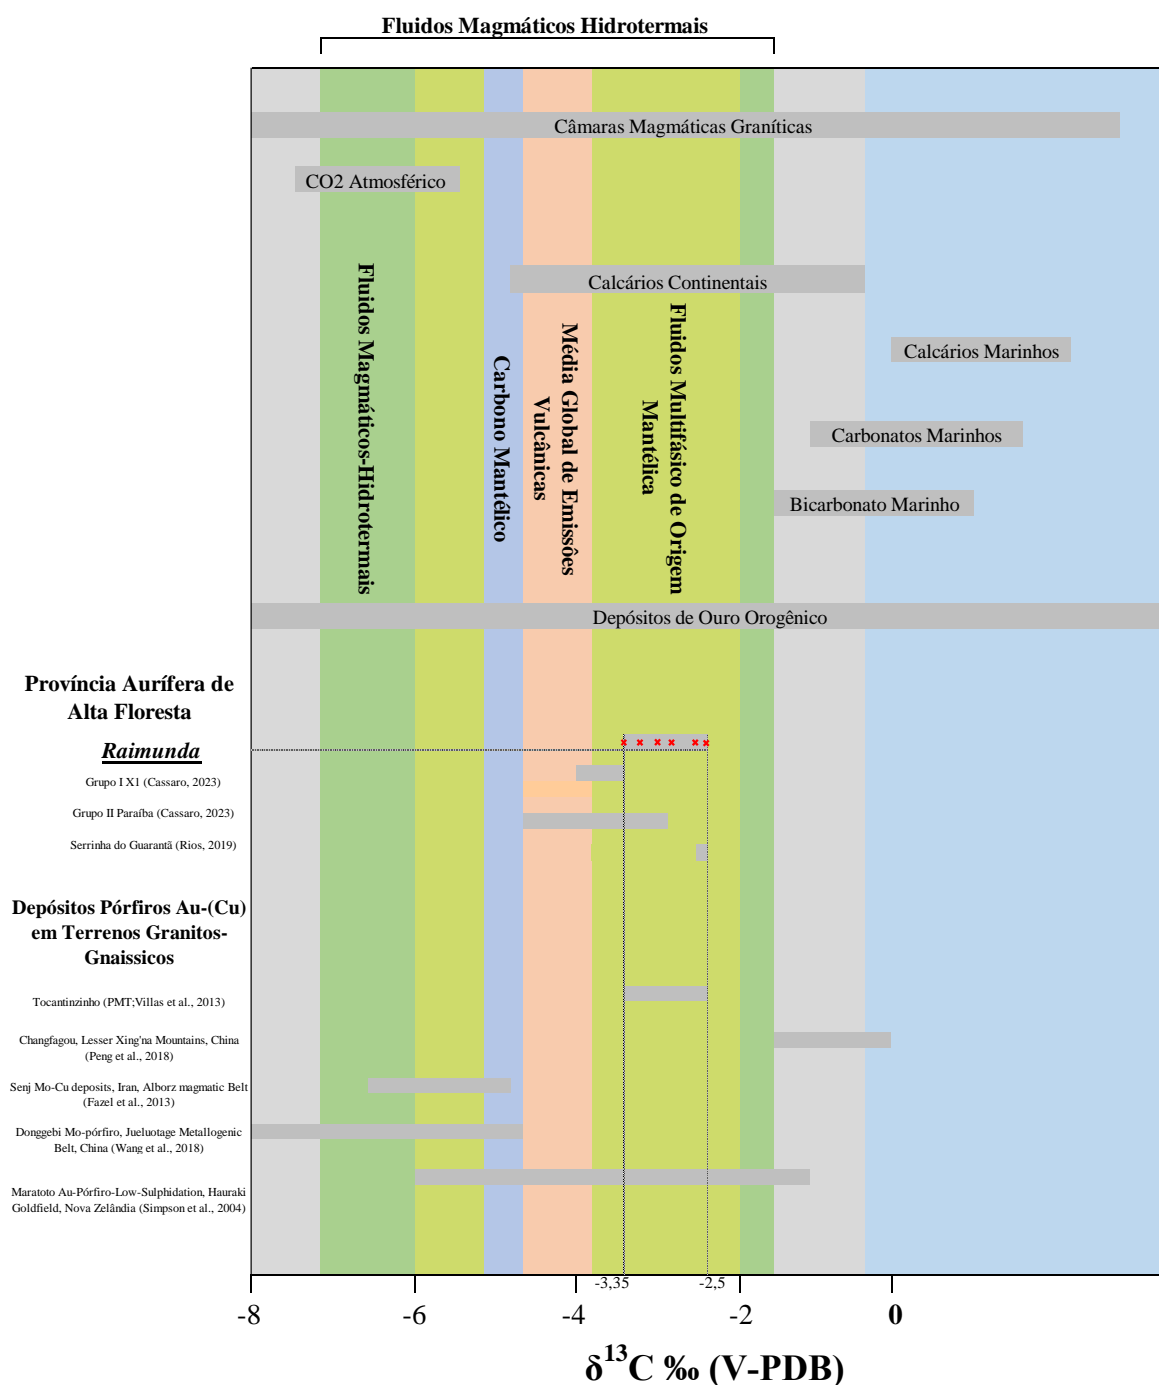 Fluidos Magmáticos Hidrotermais
Câmaras Magmáticas Graníticas
CO2 Atmosférico
Calcários Continentais
Calcários Marinhos
Carbonatos Marinhos
Bicarbonato Marinho
Fluidos Magmáticos-Hidrotermais
Carbono Mantélico
Média Global de Emissões
Vulcânicas
Fluidos Multifásico de Origem
Mantélica
Depósitos de Ouro Orogênico
Província Aurífera de
Alta Floresta
Raimunda
Grupo I X1 (Cassaro, 2023)
Grupo II Paraíba (Cassaro, 2023)
Serrinha do Guarantã (Rios, 2019)
Depósitos Pórfiros Au-(Cu)
em Terrenos Granitos-
Gnaissicos
Tocantinzinho (PMT;Villas et al., 2013)
Changfagou, Lesser Xing'na Mountains, China
(Peng et al., 2018)
Senj Mo-Cu deposits, Iran, Alborz magmatic Belt
(Fazel et al., 2013)
Donggebi Mo-pórfiro, Jueluotage Metallogenic
Belt, China (Wang et al., 2018)
Maratoto Au-Pórfiro-Low-Sulphidation, Hauraki
Goldfield, Nova Zelândia (Simpson et al., 2004)
-3,35
-2,5
-8
-6
-4
-2
0
δ¹³C ‰ (V-PDB)